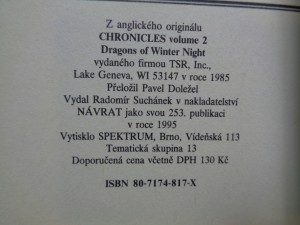 Z anglického originálu
CHRONICLES volume 2
Dragons of Winter Night
vydaného firmou TSR, Inc.,
Lake Geneva, WI 53147 v roce 1985
Přeložil Pavel Doležel
Vydal Radomír Suchánek v nakladatelství
NÁVRAT jako svou 253. publikaci
v roce 1995
Vytisklo SPEKTRUM, Brno, Vídeňská 113
Tematická skupina 13
Doporučená cena včetně DPH 130 Kč
ISBN 80-7174-817-X